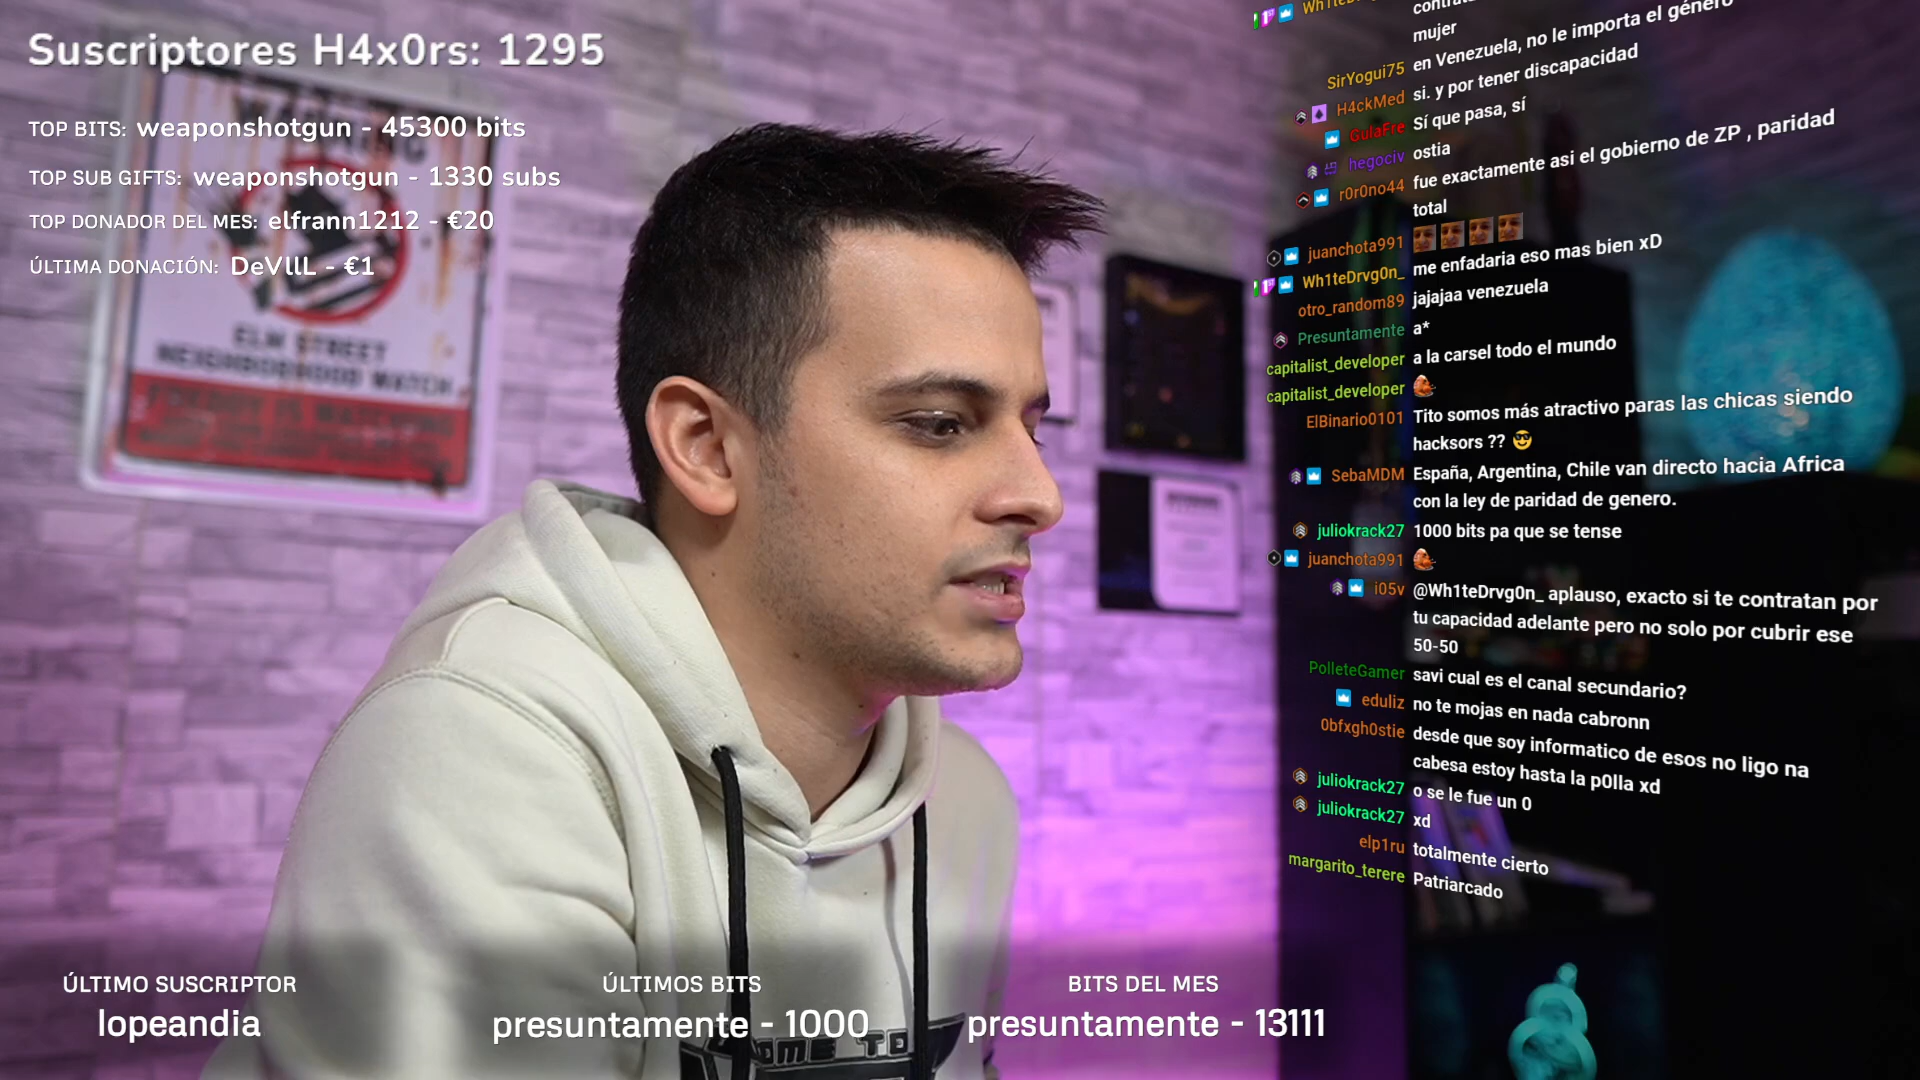 Suscriptores H4x0rs: 1295
TOP BITS: weaponshotgun - 45300 bits
TOP SUB GIFTS: weaponshotgun - 1330 subs
TOP DONADOR DEL MES: elfrann1212 - €20
ÚLTIMA DONACIÓN: DeVllL - €1
ELM STREET
NEIGHBORHOOD WATCH
mujer
SirYogui75 en Venezuela, no le importa el género
H4ckMed si. y por tener discapacidad
GulaFre Sí que pasa, sí
hegociv ostia
r0r0no44 fue exactamente asi el gobierno de ZP , paridad
total
juanchota991
Wh1teDrvg0n_ me enfadaria eso mas bien xD
otro_random89 jajajaa venezuela
Presuntamente a*
capitalist_developer a la carsel todo el mundo
capitalist_developer
ElBinario0101 Tito somos más atractivo paras las chicas siendo
hacksors ?? 😎
SebaMDM España, Argentina, Chile van directo hacia Africa
con la ley de paridad de genero.
juliokrack27 1000 bits pa que se tense
juanchota991
i05v @Wh1teDrvg0n_ aplauso, exacto si te contratan por
tu capacidad adelante pero no solo por cubrir ese
50-50
PolleteGamer savi cual es el canal secundario?
eduliz no te mojas en nada cabronn
0bfxgh0stie desde que soy informatico de esos no ligo na
cabesa estoy hasta la p0lla xd
juliokrack27 o se le fue un 0
juliokrack27 xd
elp1ru totalmente cierto
margarito_terere Patriarcado
ÚLTIMO SUSCRIPTOR
lopeandia
ÚLTIMOS BITS
presuntamente - 1000
BITS DEL MES
presuntamente - 13111